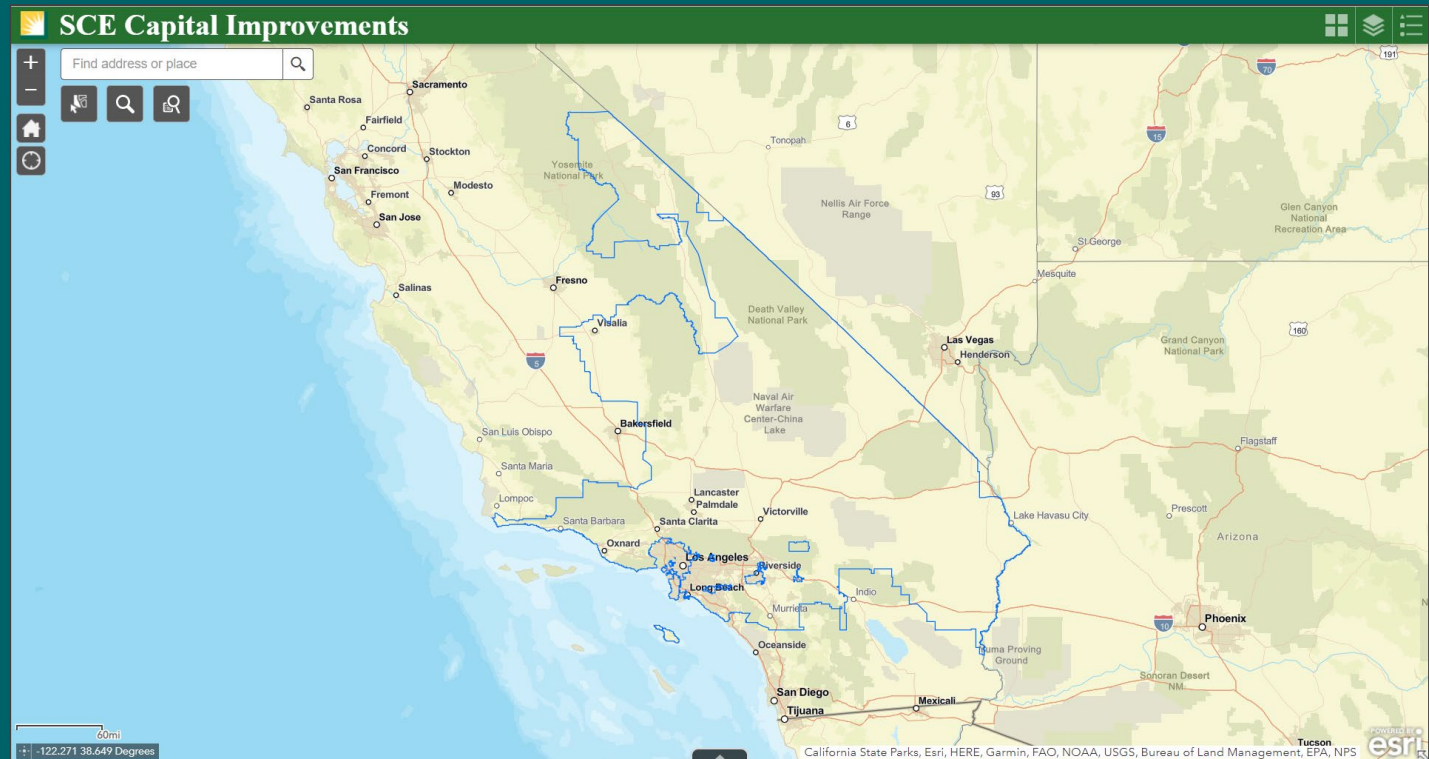 SCE Capital Improvements
Find address or place
+
−
Sacramento
Santa Rosa
Fairfield
Concord
Stockton
San Francisco
Modesto
Fremont
San Jose
Yosemite
National Park
Tonopah
6
Nellis Air Force
Range
93
15
70
191
Glen Canyon
National
Recreation Area
St George
Mesquite
Salinas
Fresno
Visalia
5
Death Valley
National Park
Las Vegas
Henderson
Grand Canyon
National Park
160
Naval Air
Warfare
Center-China
Lake
Bakersfield
San Luis Obispo
Santa Maria
Lompoc
Santa Barbara
Lancaster
Palmdale
Santa Clarita
Victorville
Oxnard
Los Angeles
Riverside
Long Beach
Indio
Murrieta
Oceanside
San Diego
Tijuana
Mexicali
Lake Havasu City
Flagstaff
Prescott
Arizona
10
Phoenix
Yuma Proving
Ground
Sonoran Desert
NM
Tucson
60mi
-122.271 38.649 Degrees
California State Parks, Esri, HERE, Garmin, FAO, NOAA, USGS, Bureau of Land Management, EPA, NPS
POWERED BY
esri